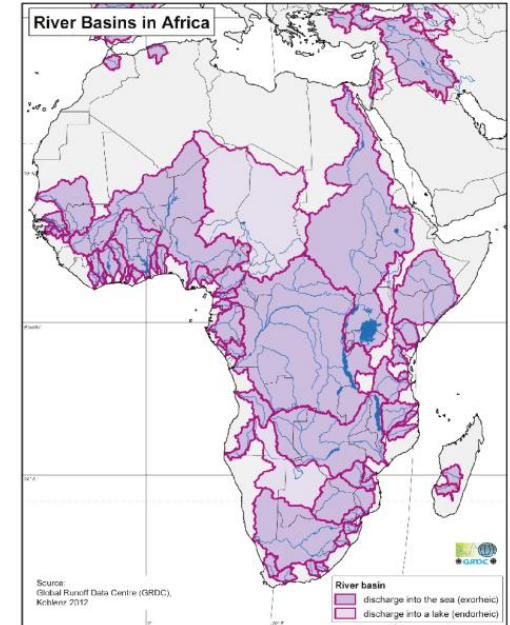 River Basins in Africa
Source:
Global Runoff Data Centre (GRDC),
Koblenz 2012
GRDC
River basin
discharge into the sea (exorheic)
discharge into a lake (endorheic)